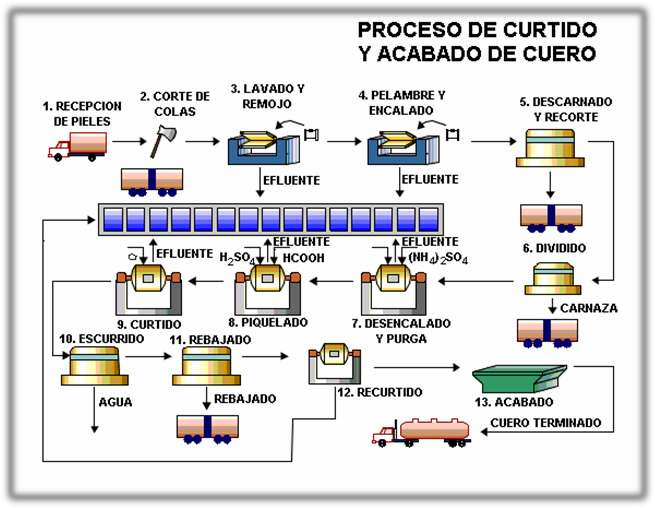 PROCESO DE CURTIDO
Y ACABADO DE CUERO
1. RECEPCION
DE PIELES
2. CORTE DE
COLAS
3. LAVADO Y
REMOJO
4. PELAMBRE Y
ENCALADO
5. DESCARNADO
Y RECORTE
EFLUENTE
EFLUENTE
6. DIVIDIDO
CARNAZA
EFLUENTE
H2SO4
EFLUENTE
HCOOH
EFLUENTE
(NH4)2SO4
9. CURTIDO
8. PIQUELADO
7. DESENCALADO
Y PURGA
10. ESCURRIDO
11. REBAJADO
AGUA
REBAJADO
12. RECURTIDO
13. ACABADO
CUERO TERMINADO